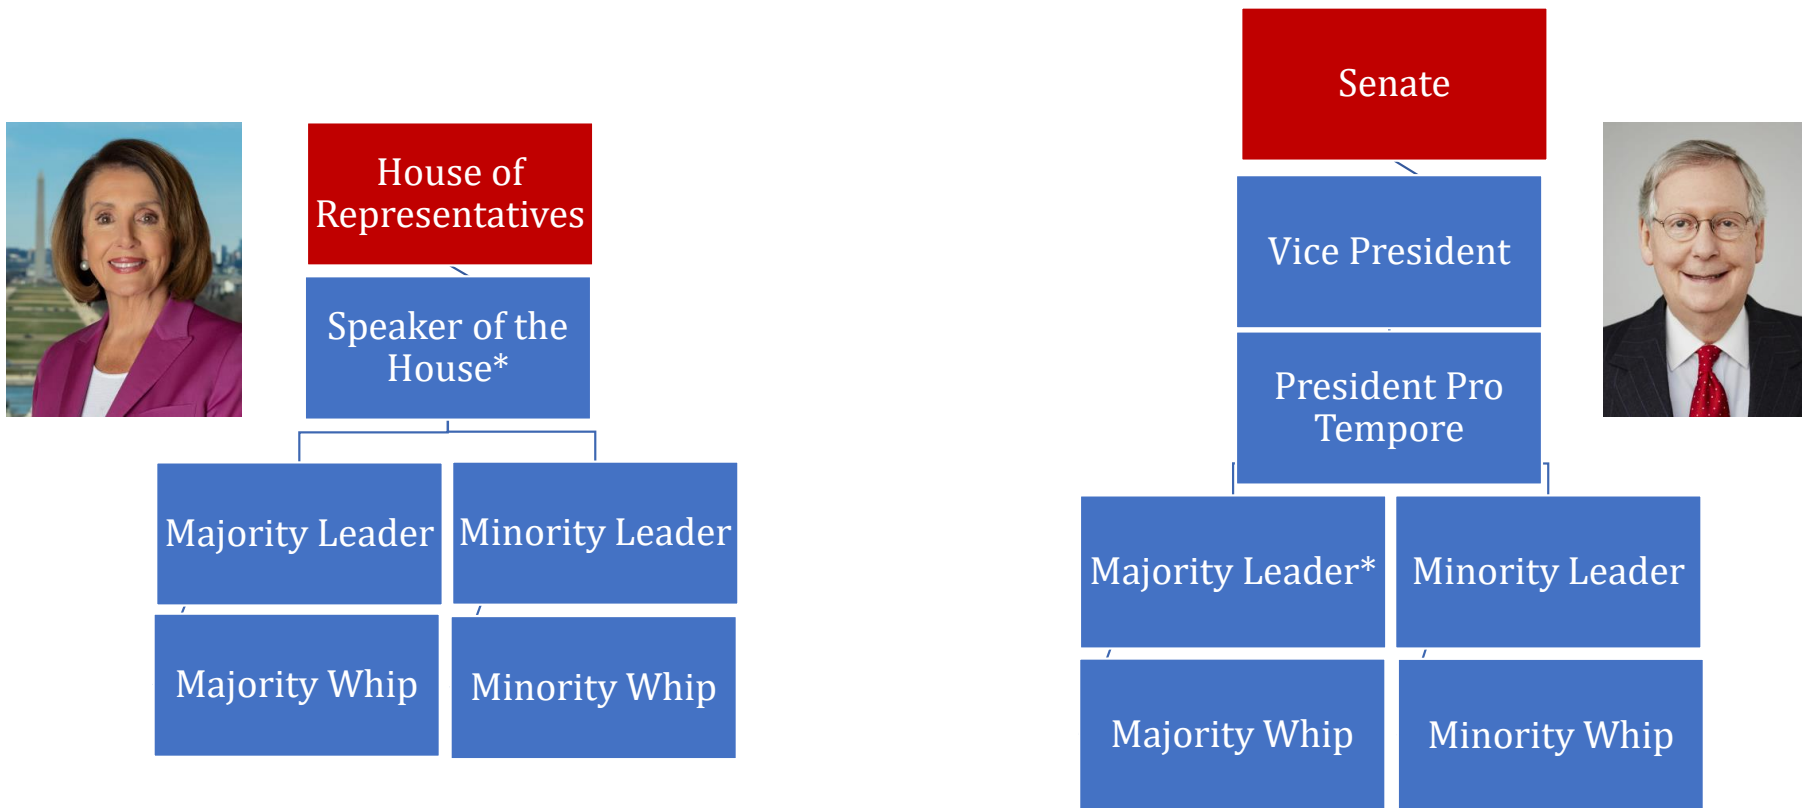 House of
Representatives
Speaker of the
House*
Majority Leader
Minority Leader
Majority Whip
Minority Whip
Senate
Vice President
President Pro
Tempore
Majority Leader*
Minority Leader
Majority Whip
Minority Whip